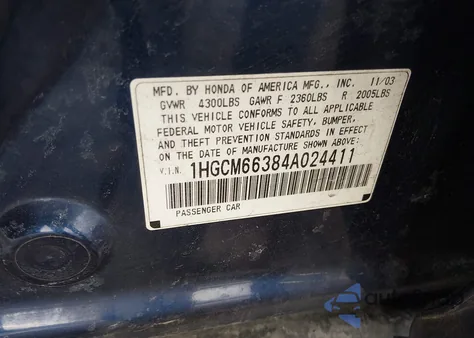 MFD. BY HONDA OF AMERICA MFG., INC. 11/03
GVWR 4300LBS GAWR F 2360LBS R 2005LBS
THIS VEHICLE CONFORMS TO ALL APPLICABLE
FEDERAL MOTOR VEHICLE SAFETY, BUMPER,
AND THEFT PREVENTION STANDARDS IN EFFECT
ON THE DATE OF MANUFACTURE SHOWN ABOVE:
V.I.N. 1HGCM66384A024411
PASSENGER CAR